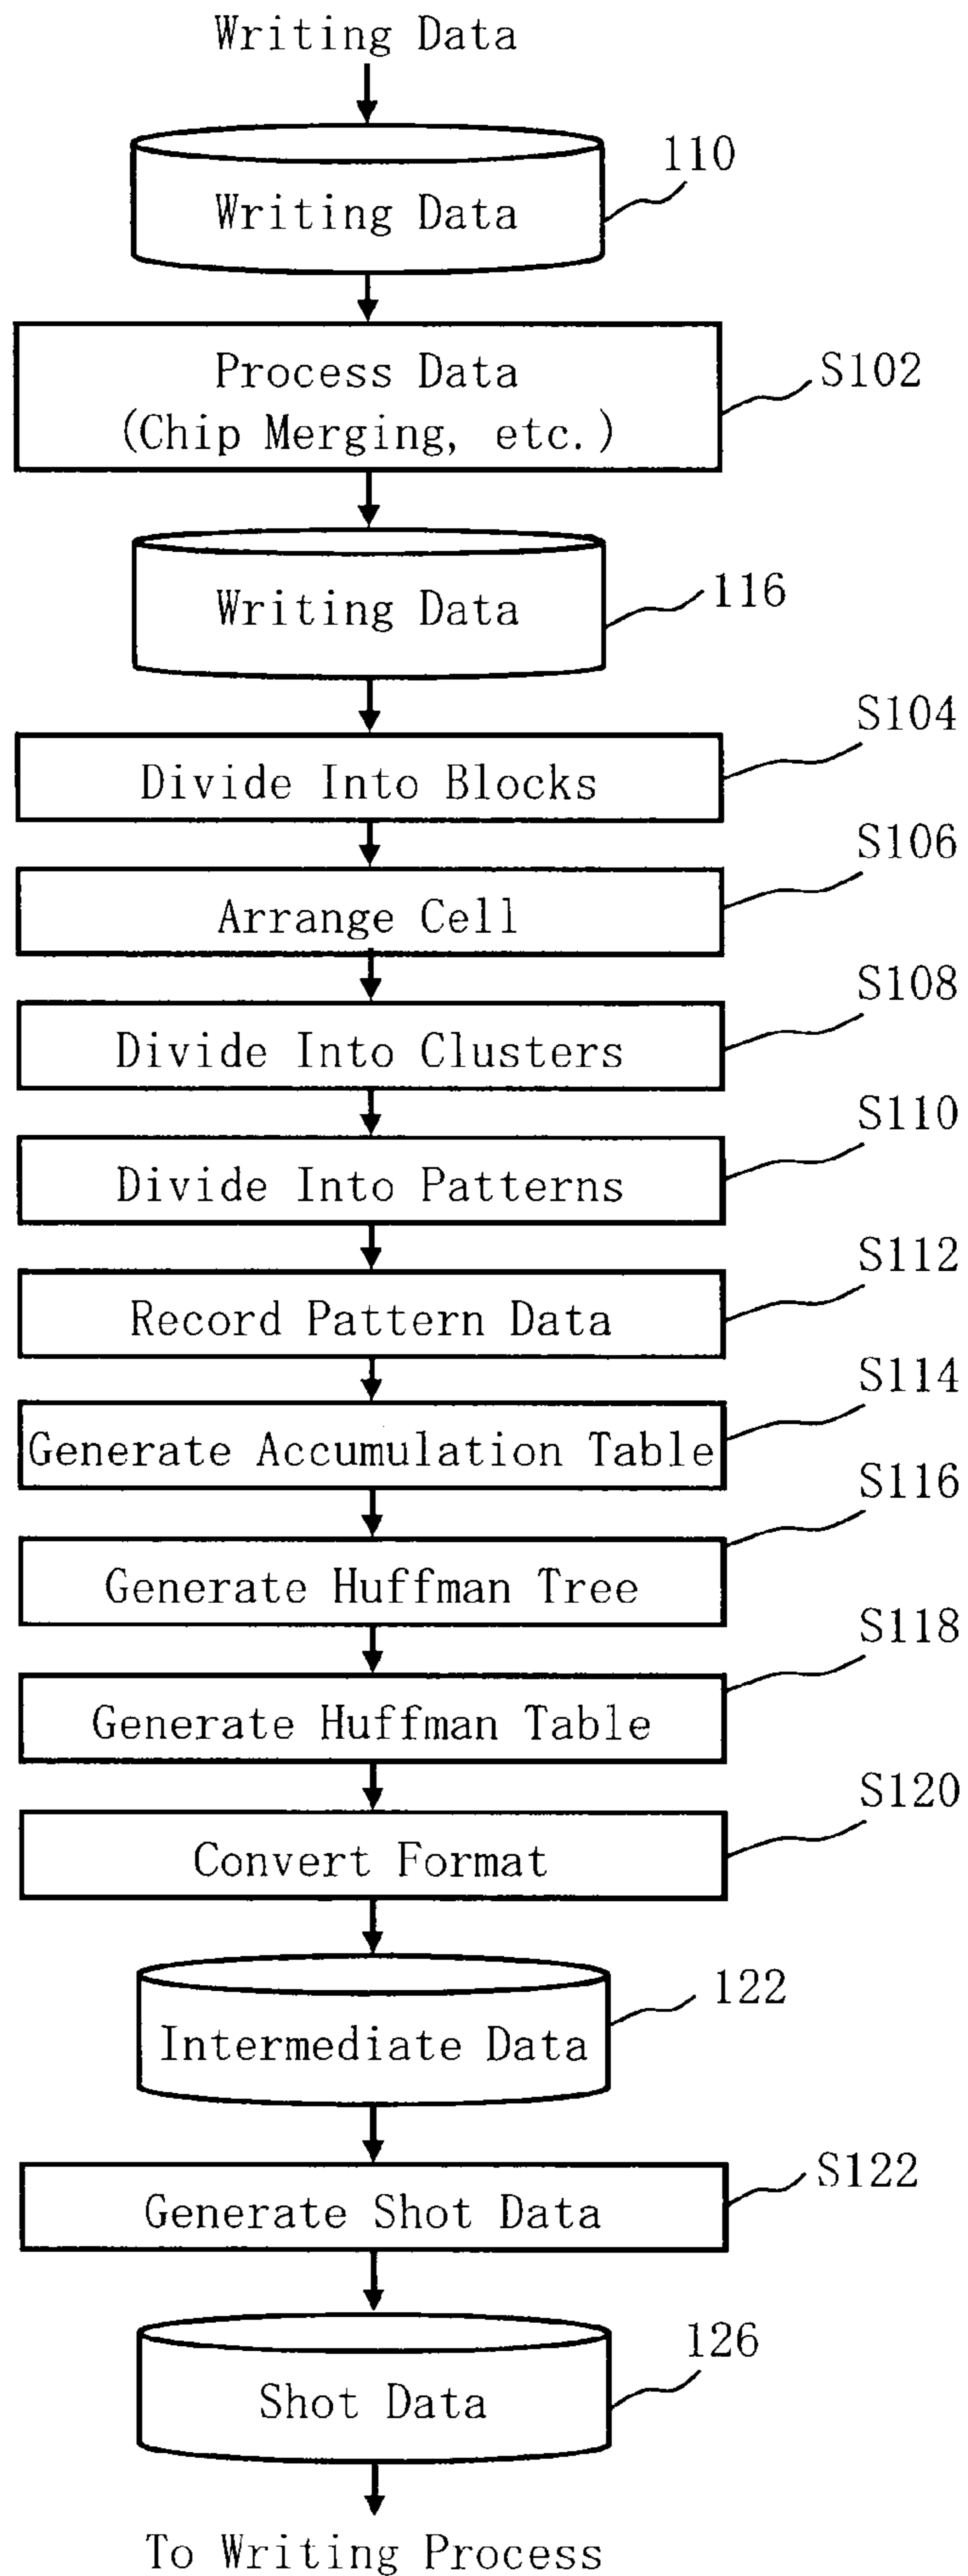 Writing Data
Writing Data
110
Process Data
(Chip Merging, etc.)
S102
Writing Data
116
S104
Divide Into Blocks
S106
Arrange Cell
S108
Divide Into Clusters
S110
Divide Into Patterns
S112
Record Pattern Data
S114
Generate Accumulation Table
S116
Generate Huffman Tree
S118
Generate Huffman Table
S120
Convert Format
122
Intermediate Data
S122
Generate Shot Data
126
Shot Data
To Writing Process